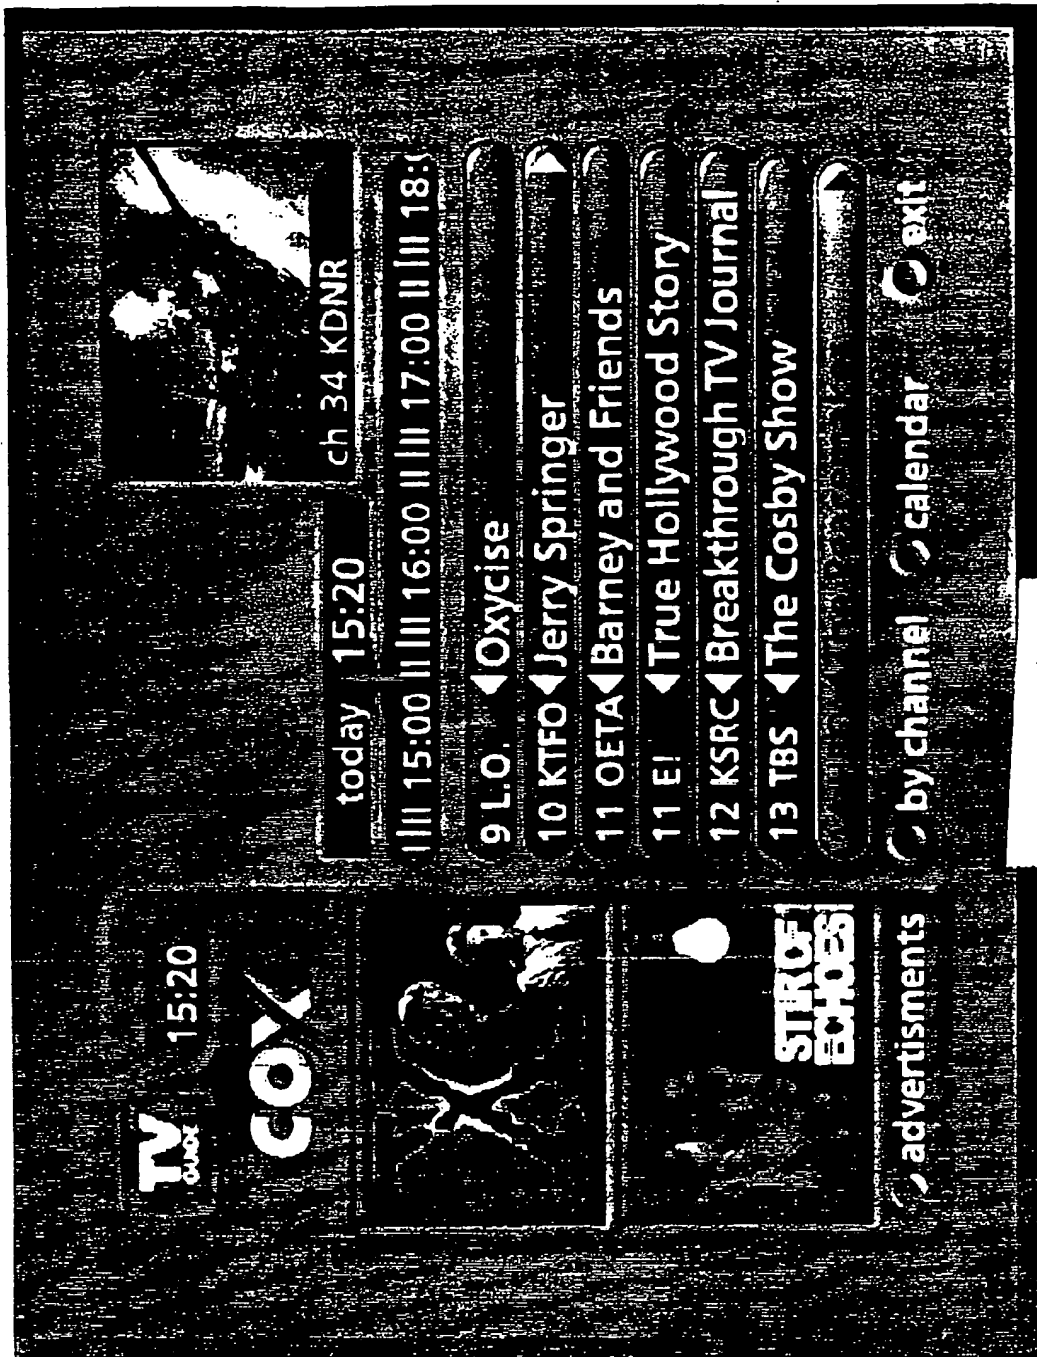 TV
GUIDE
15:20
COX
STIR OF
ECHOES
advertisments
ch 34 KDNR
today 15:20
15:00 16:00 17:00 18:
9 L.O. Oxycise
10 KTFO Jerry Springer
11 OETA Barney and Friends
11 E! True Hollywood Story
12 KSRC Breakthrough TV Journal
13 TBS The Cosby Show
by channel calendar exit